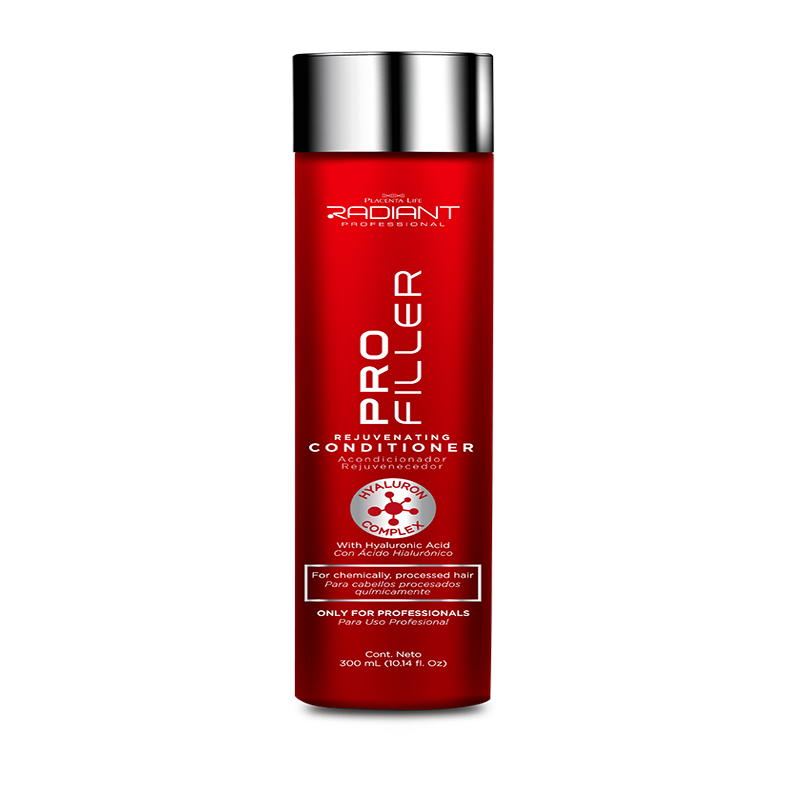 PLACENTA LIFE
RADIANT
PROFESSIONAL
PRO
FILLER
REJUVENATING
CONDITIONER
Acondicionador
Rejuvenecedor
HYALURON
COMPLEX
With Hyaluronic Acid
Con Ácido Hialurónico
For chemically, processed hair
Para cabellos procesados
químicamente
ONLY FOR PROFESSIONALS
Para Uso Profesional
Cont. Neto
300 mL (10.14 fl. Oz)